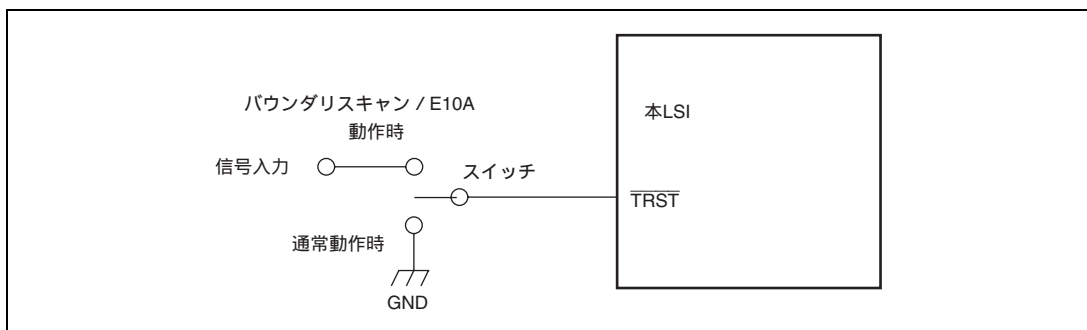 バウンダリスキャン / E10A
動作時
本LSI
信号入力
スイッチ
TRST
通常動作時
GND